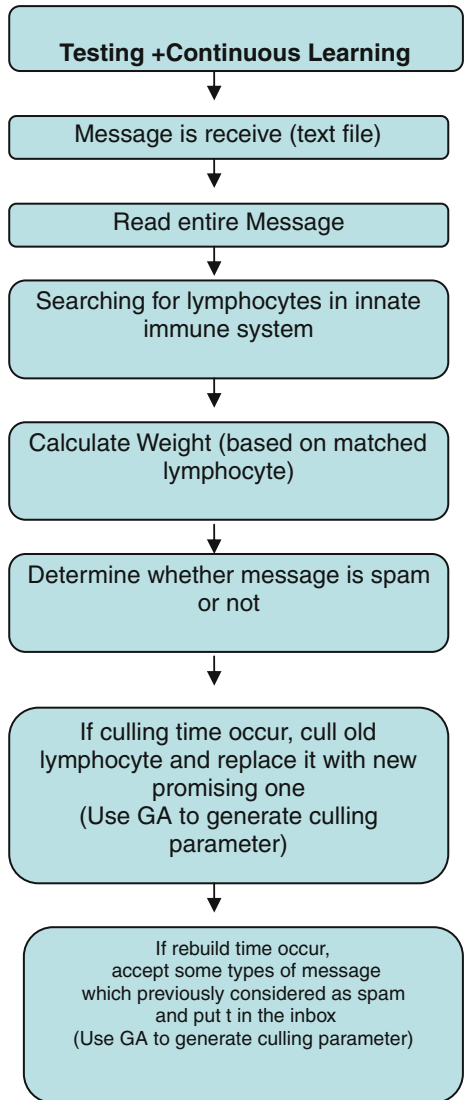 Testing +Continuous Learning
Message is receive (text file)
Read entire Message
Searching for lymphocytes in innate
immune system
Calculate Weight (based on matched
lymphocyte)
Determine whether message is spam
or not
If culling time occur, cull old
lymphocyte and replace it with new
promising one
(Use GA to generate culling
parameter)
If rebuild time occur,
accept some types of message
which previously considered as spam
and put t in the inbox
(Use GA to generate culling parameter)